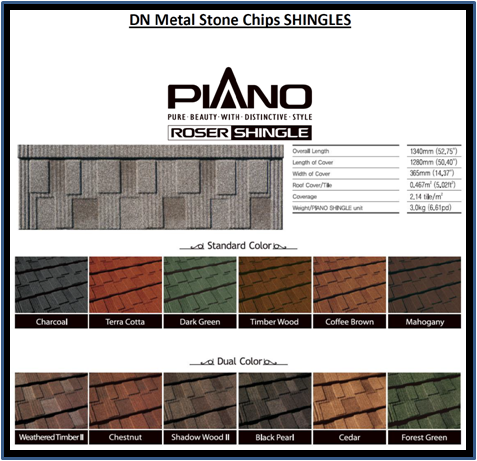 DN Metal Stone Chips SHINGLES
PIANO
PURE · BEAUTY · WITH · DISTINCTIVE · STYLE
ROSER SHINGLE
Overall Length 1340mm (52,75")
Length of Cover 1280mm (50,40")
Width of Cover 365mm (14,37")
Roof Cover/Tile 0,467m² (5,02ft²)
Coverage 2,14 tile/m²
Weight/PIANO SHINGLE unit 3,0kg (6,61pd)
Standard Color
Charcoal Terra Cotta Dark Green Timber Wood Coffee Brown Mahogany
Dual Color
Weathered Timber II Chestnut Shadow Wood II Black Pearl Cedar Forest Green